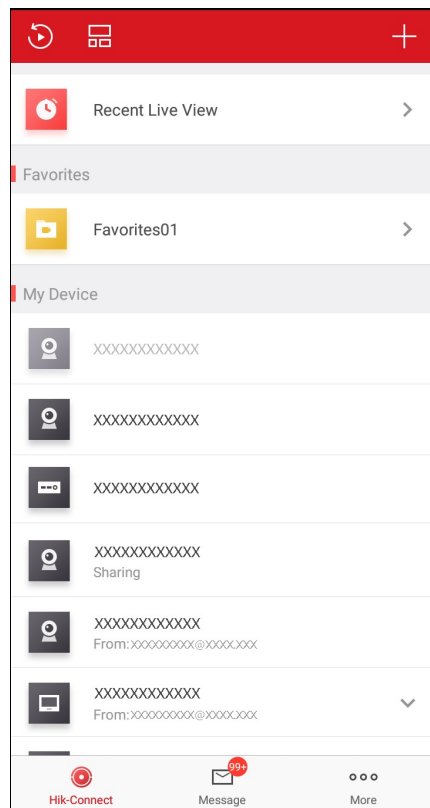 Recent Live View
Favorites
Favorites01
My Device
XXXXXXXXXXXX
XXXXXXXXXXXX
XXXXXXXXXXXX
XXXXXXXXXXXX
Sharing
XXXXXXXXXXXX
From:XXXXXXXXX@XXXX.XXX
XXXXXXXXXXXX
From:XXXXXXXXX@XXXX.XXX
99+
Hik-Connect
Message
More